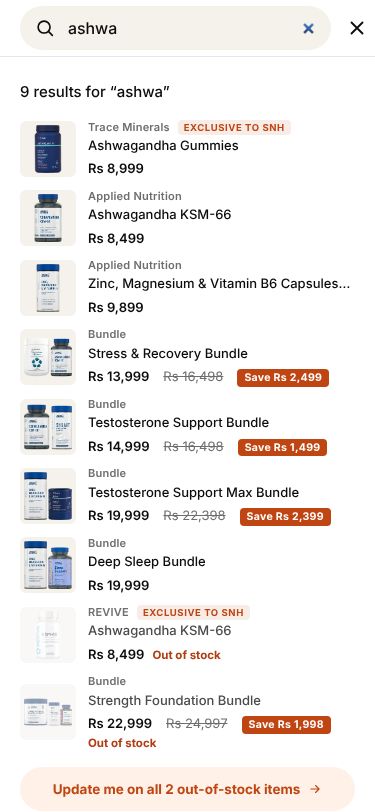 ashwa
9 results for “ashwa”
Trace Minerals EXCLUSIVE TO SNH
Ashwagandha Gummies
Rs 8,999
Applied Nutrition
Ashwagandha KSM-66
Rs 8,499
Applied Nutrition
Zinc, Magnesium & Vitamin B6 Capsules...
Rs 9,899
Bundle
Stress & Recovery Bundle
Rs 13,999 Rs 16,498 Save Rs 2,499
Bundle
Testosterone Support Bundle
Rs 14,999 Rs 16,498 Save Rs 1,499
Bundle
Testosterone Support Max Bundle
Rs 19,999 Rs 22,398 Save Rs 2,399
Bundle
Deep Sleep Bundle
Rs 19,999
REVIVE EXCLUSIVE TO SNH
Ashwagandha KSM-66
Rs 8,499 Out of stock
Bundle
Strength Foundation Bundle
Rs 22,999 Rs 24,997 Save Rs 1,998
Out of stock
Update me on all 2 out-of-stock items →